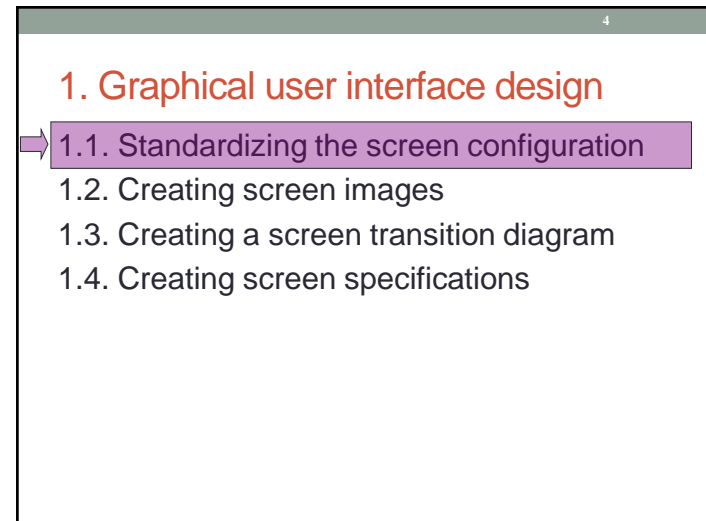 4
1. Graphical user interface design
1.1. Standardizing the screen configuration
1.2. Creating screen images
1.3. Creating a screen transition diagram
1.4. Creating screen specifications